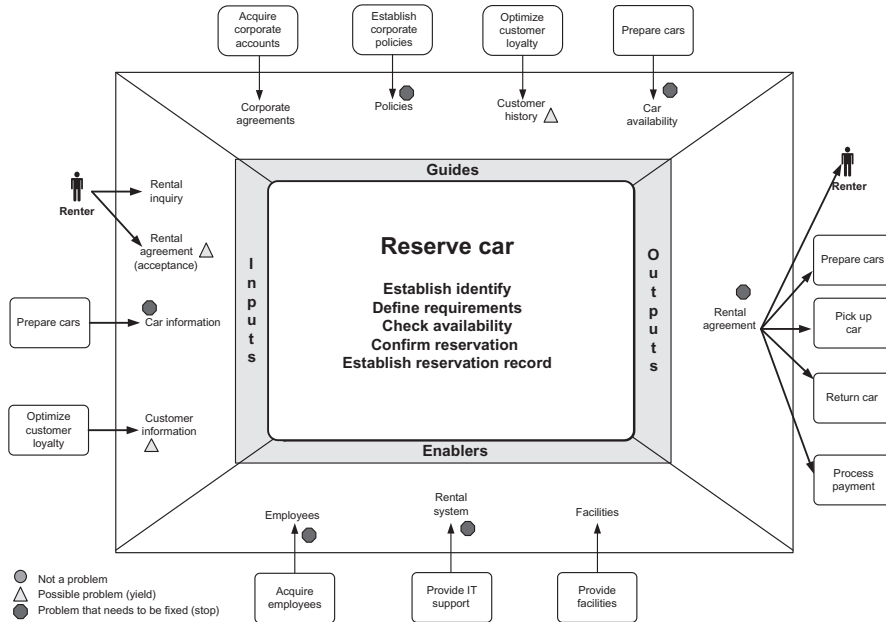 Acquire
corporate
accounts
Establish
corporate
policies
Optimize
customer
loyalty
Prepare cars
Corporate
agreements
Policies
Customer
history
Car
availability
Guides
Renter
Rental
inquiry
Rental
agreement
(acceptance)
Prepare cars
Car information
Optimize
customer
loyalty
Customer
information
Inputs
Reserve car
Establish identify
Define requirements
Check availability
Confirm reservation
Establish reservation record
Outputs
Rental
agreement
Renter
Prepare cars
Pick up
car
Return car
Process
payment
Enablers
Employees
Rental
system
Facilities
Acquire
employees
Provide IT
support
Provide
facilities
Not a problem
Possible problem (yield)
Problem that needs to be fixed (stop)